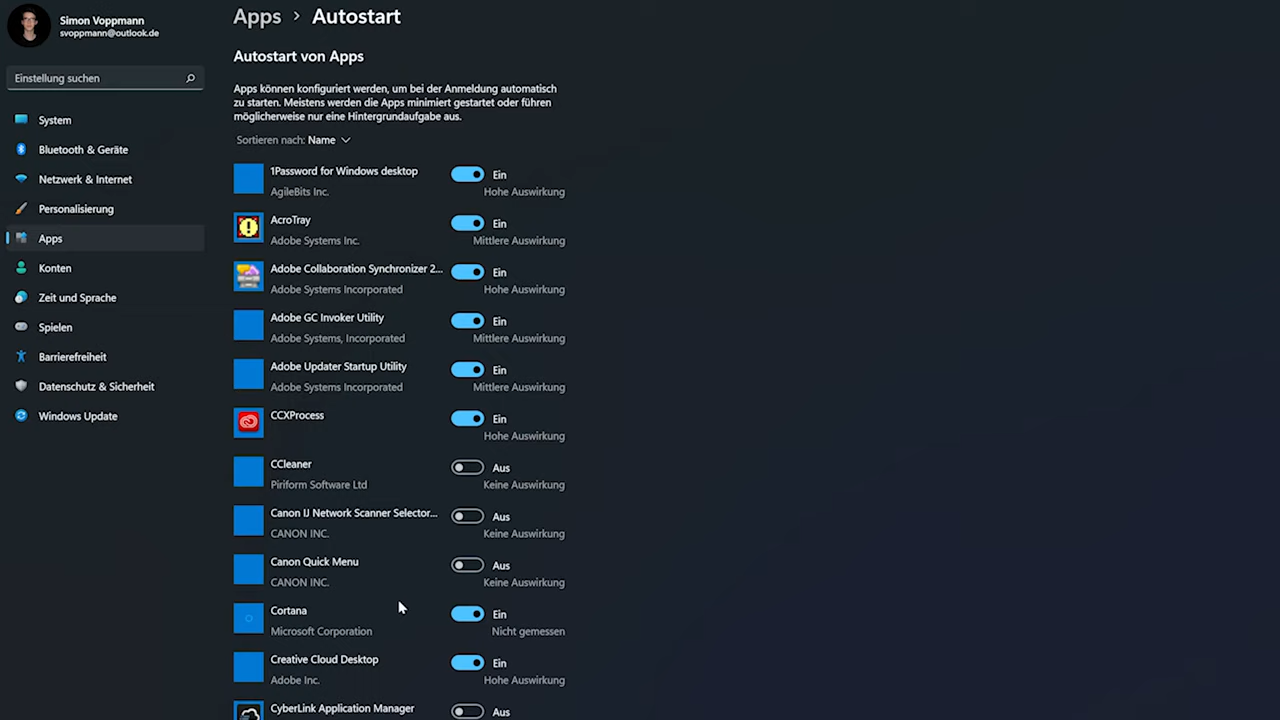 Simon Voppmann
svoppmann@outlook.de
Einstellung suchen
System
Bluetooth & Geräte
Netzwerk & Internet
Personalisierung
Apps
Konten
Zeit und Sprache
Spielen
Barrierefreiheit
Datenschutz & Sicherheit
Windows Update
Apps > Autostart
Autostart von Apps
Apps können konfiguriert werden, um bei der Anmeldung automatisch
zu starten. Meistens werden die Apps minimiert gestartet oder führen
möglicherweise nur eine Hintergrundaufgabe aus.
Sortieren nach: Name
1Password for Windows desktop
Ein
AgileBits Inc.
Hohe Auswirkung
AcroTray
Ein
Adobe Systems Inc.
Mittlere Auswirkung
Adobe Collaboration Synchronizer 2...
Ein
Adobe Systems Incorporated
Hohe Auswirkung
Adobe GC Invoker Utility
Ein
Adobe Systems, Incorporated
Mittlere Auswirkung
Adobe Updater Startup Utility
Ein
Adobe Systems Incorporated
Mittlere Auswirkung
CCXProcess
Ein
Hohe Auswirkung
CCleaner
Aus
Piriform Software Ltd
Keine Auswirkung
Canon IJ Network Scanner Selector...
Aus
CANON INC.
Keine Auswirkung
Canon Quick Menu
Aus
CANON INC.
Keine Auswirkung
Cortana
Ein
Microsoft Corporation
Nicht gemessen
Creative Cloud Desktop
Ein
Adobe Inc.
Hohe Auswirkung
CyberLink Application Manager
Aus